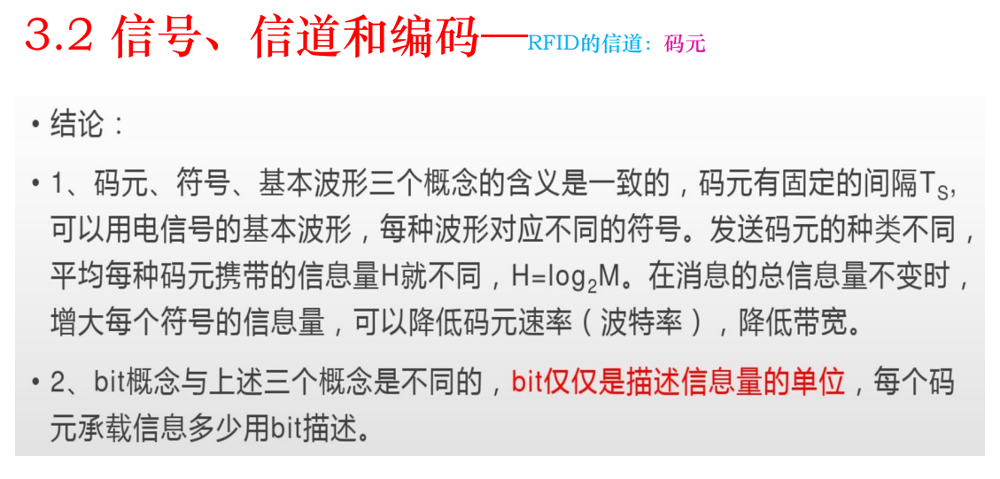 3.2 信号、信道和编码—RFID的信道：码元
• 结论：
• 1、码元、符号、基本波形三个概念的含义是一致的，码元有固定的间隔TS,
可以用电信号的基本波形，每种波形对应不同的符号。发送码元的种类不同，
平均每种码元携带的信息量H就不同，H=log2M。在消息的总信息量不变时，
增大每个符号的信息量，可以降低码元速率（波特率），降低带宽。
• 2、bit概念与上述三个概念是不同的，bit仅仅是描述信息量的单位，每个码
元承载信息多少用bit描述。